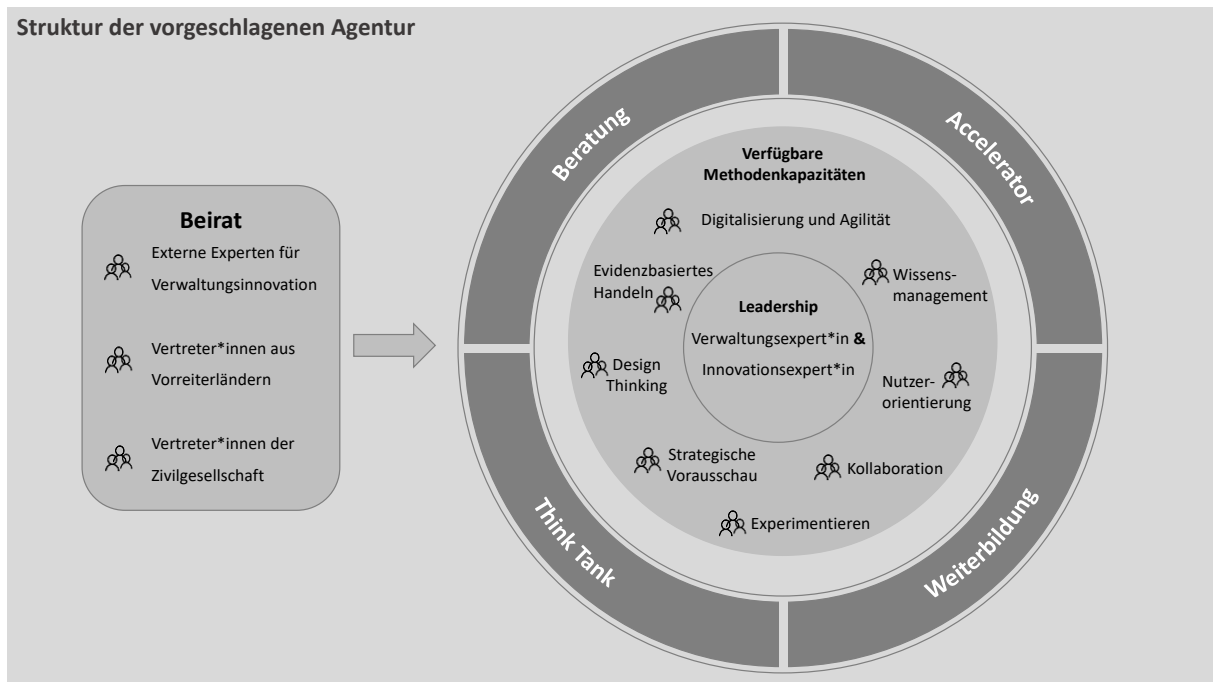 Struktur der vorgeschlagenen Agentur
Beirat
Externe Experten für
Verwaltungsinnovation
Vertreter*innen aus
Vorreiterländern
Vertreter*innen der
Zivilgesellschaft
Beratung
Accelerator
Weiterbildung
Think Tank
Verfügbare
Methodenkapazitäten
Digitalisierung und Agilität
Evidenzbasiertes
Handeln
Wissens-
management
Leadership
Verwaltungsexpert*in &
Innovationsexpert*in
Design
Thinking
Nutzer-
orientierung
Strategische
Vorausschau
Kollaboration
Experimentieren